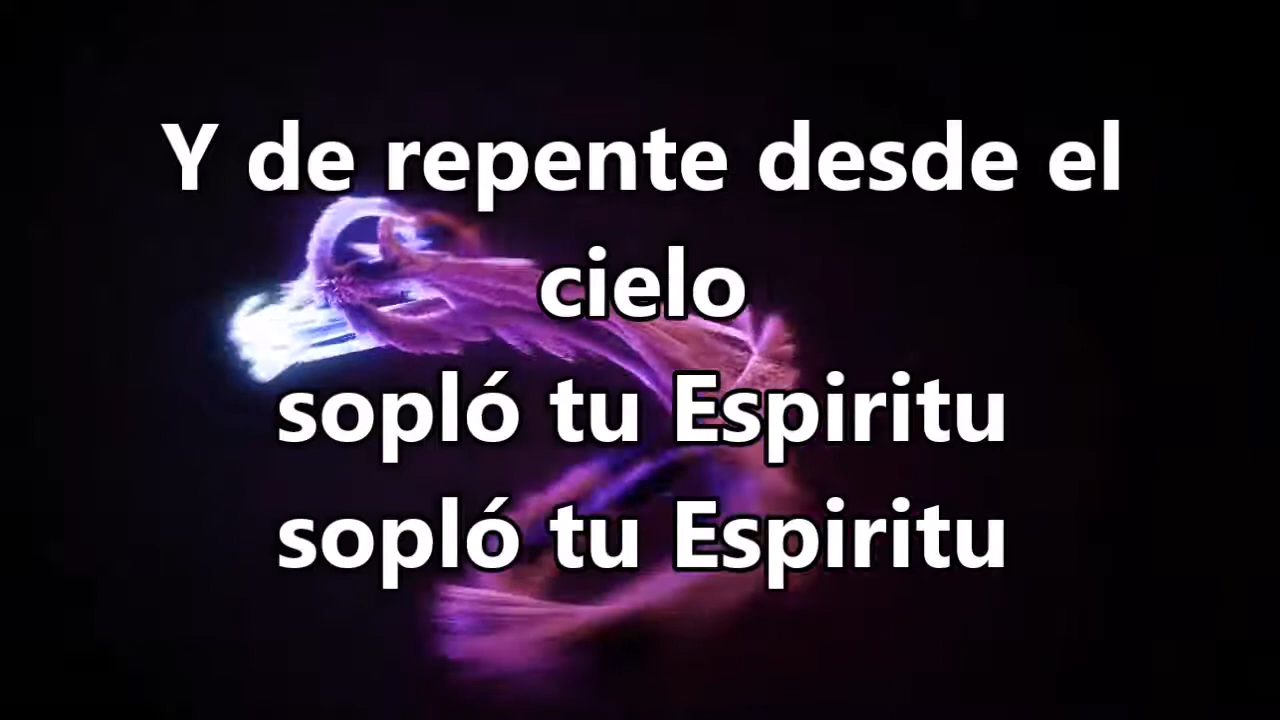 Y de repente desde el
cielo
sopló tu Espiritu
sopló tu Espiritu